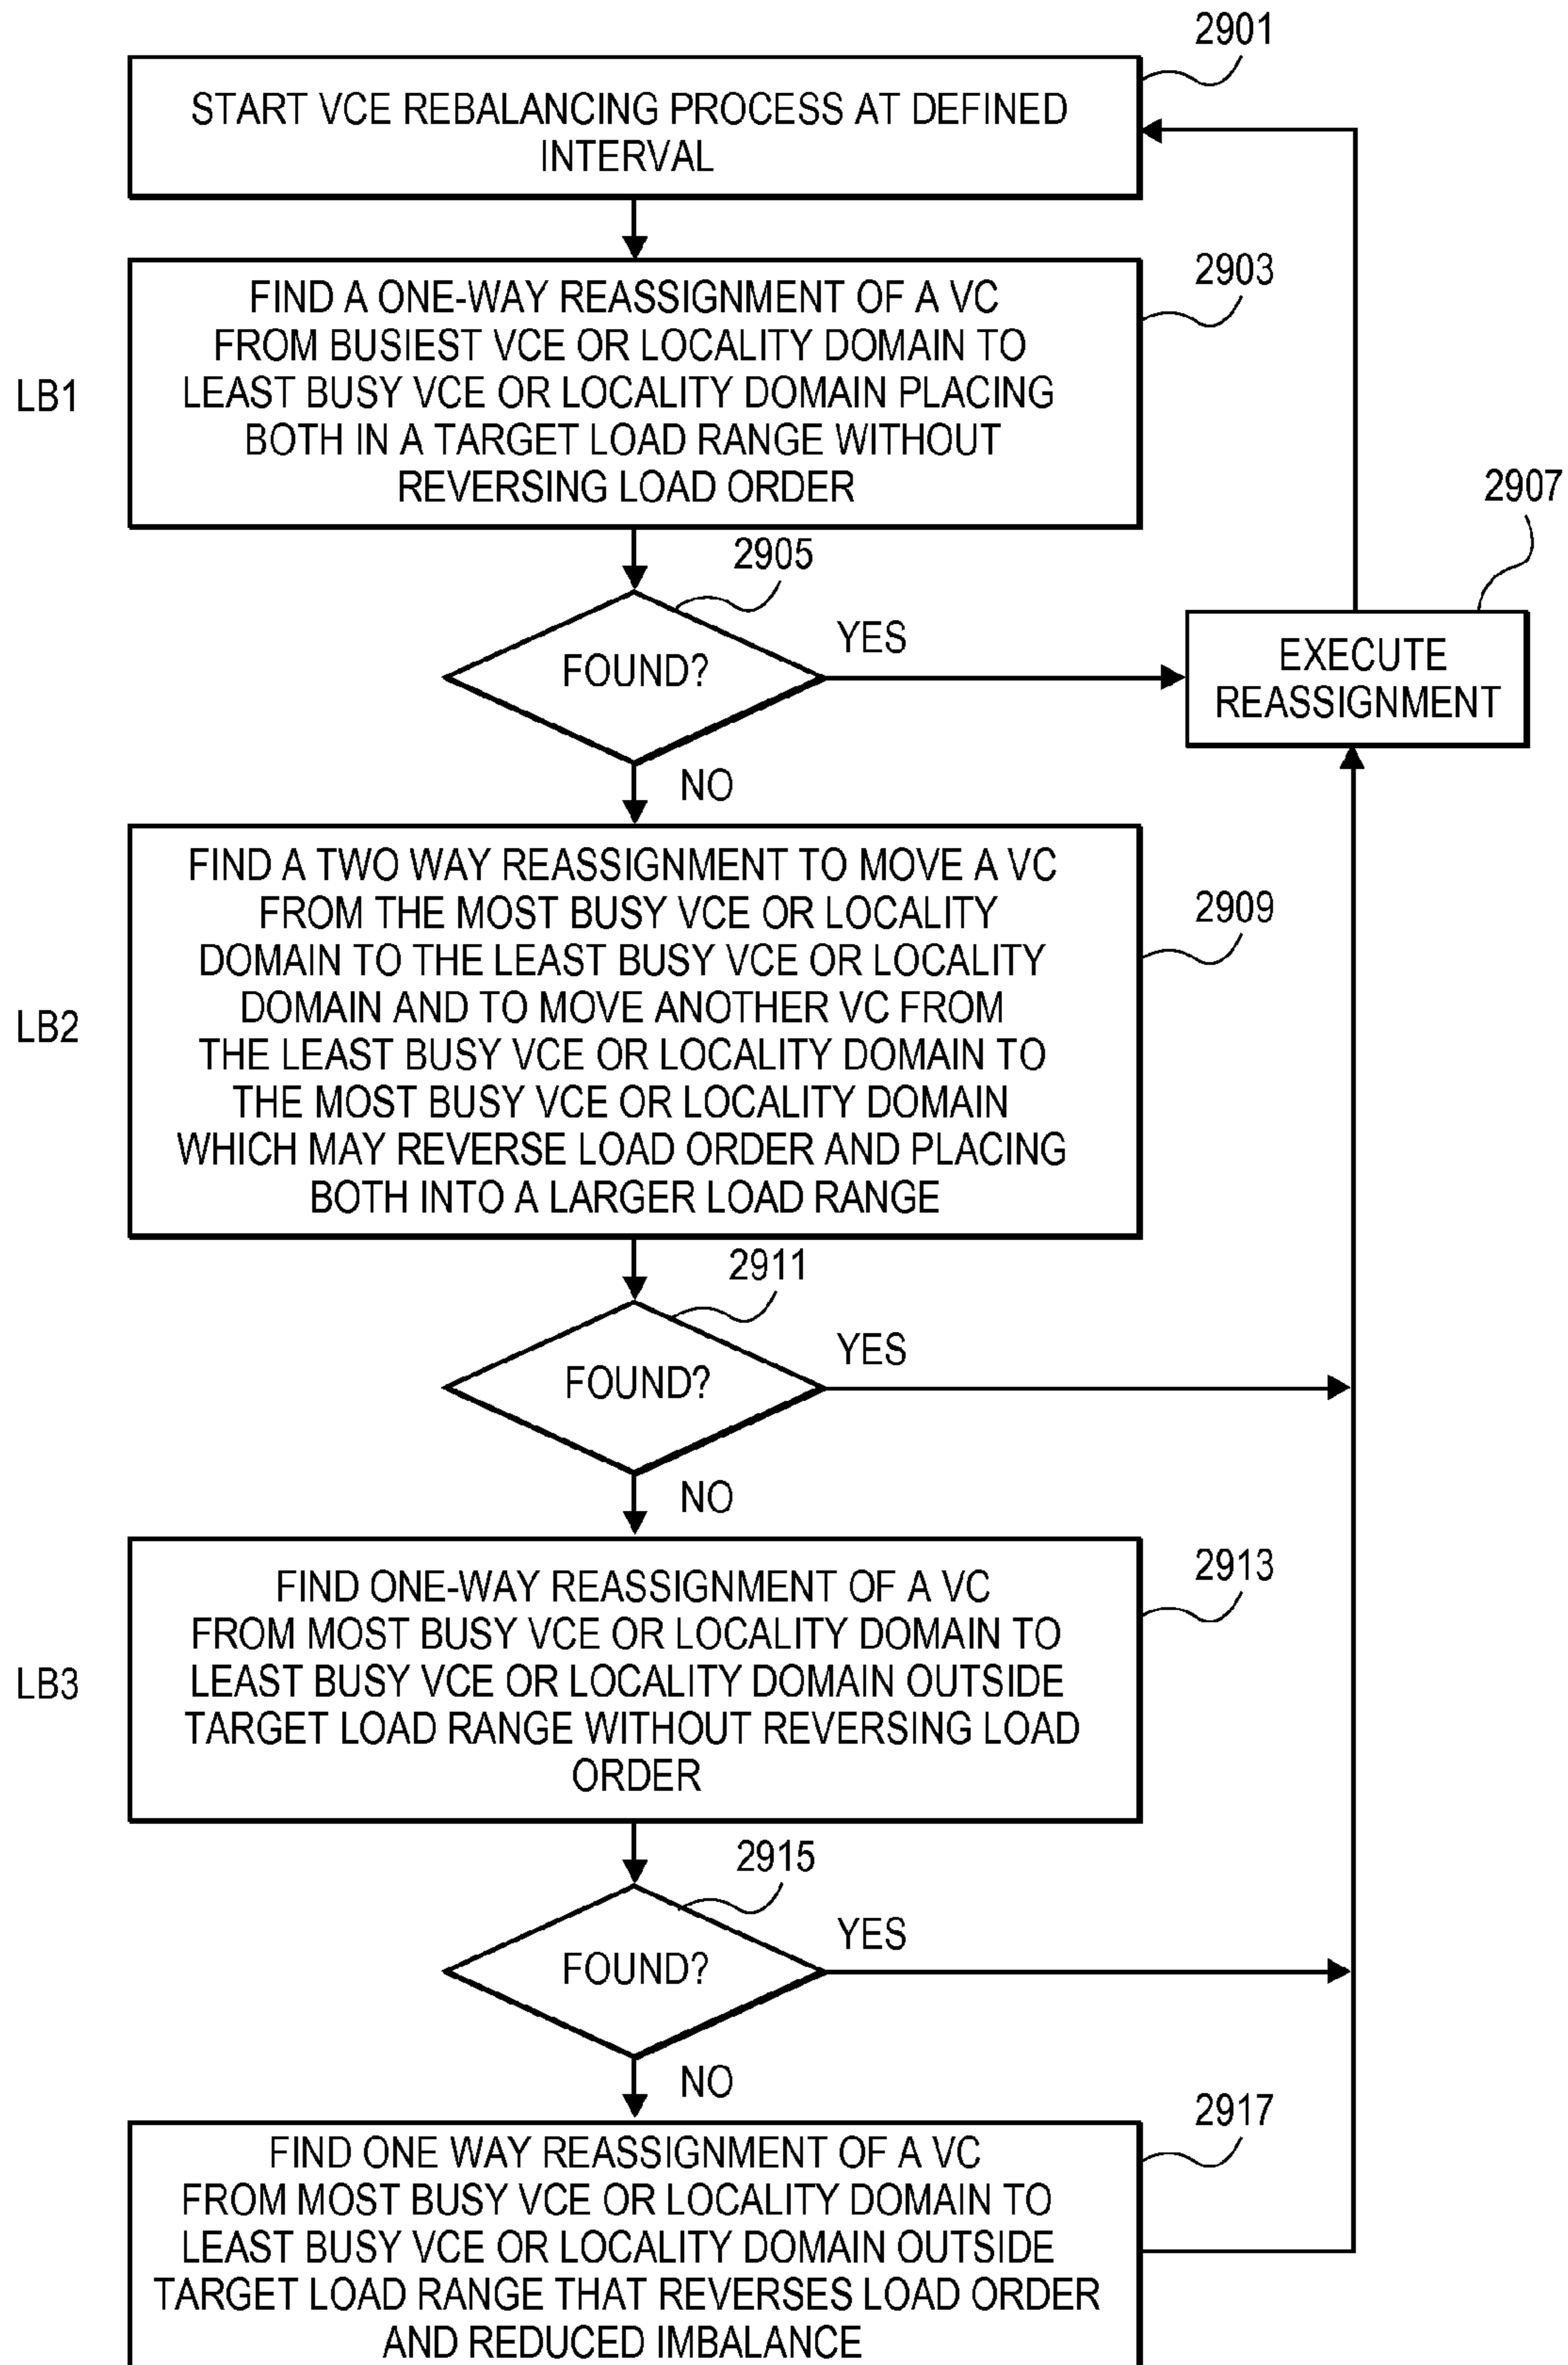 2901
START VCE REBALANCING PROCESS AT DEFINED
INTERVAL
2903
FIND A ONE-WAY REASSIGNMENT OF A VC
FROM BUSIEST VCE OR LOCALITY DOMAIN TO
LEAST BUSY VCE OR LOCALITY DOMAIN PLACING
BOTH IN A TARGET LOAD RANGE WITHOUT
REVERSING LOAD ORDER
LB1
2905
FOUND?
YES
NO
2907
EXECUTE
REASSIGNMENT
FIND A TWO WAY REASSIGNMENT TO MOVE A VC
FROM THE MOST BUSY VCE OR LOCALITY
DOMAIN TO THE LEAST BUSY VCE OR LOCALITY
DOMAIN AND TO MOVE ANOTHER VC FROM
THE LEAST BUSY VCE OR LOCALITY DOMAIN TO
THE MOST BUSY VCE OR LOCALITY DOMAIN
WHICH MAY REVERSE LOAD ORDER AND PLACING
BOTH INTO A LARGER LOAD RANGE
2909
LB2
2911
FOUND?
YES
NO
FIND ONE-WAY REASSIGNMENT OF A VC
FROM MOST BUSY VCE OR LOCALITY DOMAIN TO
LEAST BUSY VCE OR LOCALITY DOMAIN OUTSIDE
TARGET LOAD RANGE WITHOUT REVERSING LOAD
ORDER
2913
LB3
2915
FOUND?
YES
NO
2917
FIND ONE WAY REASSIGNMENT OF A VC
FROM MOST BUSY VCE OR LOCALITY DOMAIN TO
LEAST BUSY VCE OR LOCALITY DOMAIN OUTSIDE
TARGET LOAD RANGE THAT REVERSES LOAD ORDER
AND REDUCED IMBALANCE